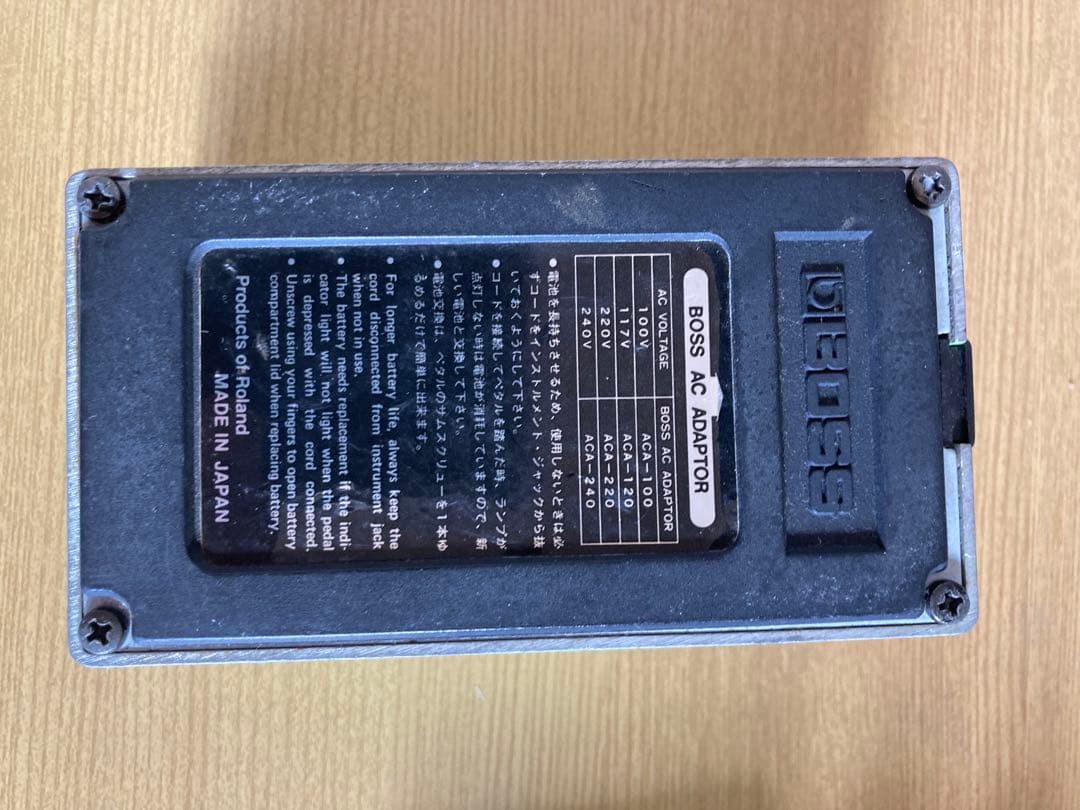 BOSS
BOSS AC ADAPTOR
AC VOLTAGE BOSS AC ADAPTOR
100V ACA-100
117V ACA-120
220V ACA-220
240V ACA-240
●電池を長持ちさせるため、使用しないときは必
ずコードをインストルメント・ジャックから抜
いておくようにして下さい。
●コードを接続してペダルを踏んだ時、ランプが
点灯しない時は電池が消耗していますので、新
しい電池と交換して下さい。
●電池交換は、ペダルのサムスクリューを1本ゆ
るめるだけで簡単に出来ます。
●For longer battery life, always keep the
cord disconnected from instrument jack
when not in use.
●The battery needs replacement if the indi-
cator light will not light when the pedal
is depressed with the cord connected.
●Unscrew using your fingers to open battery
compartment lid when replacing battery.
Products of Roland
MADE IN JAPAN